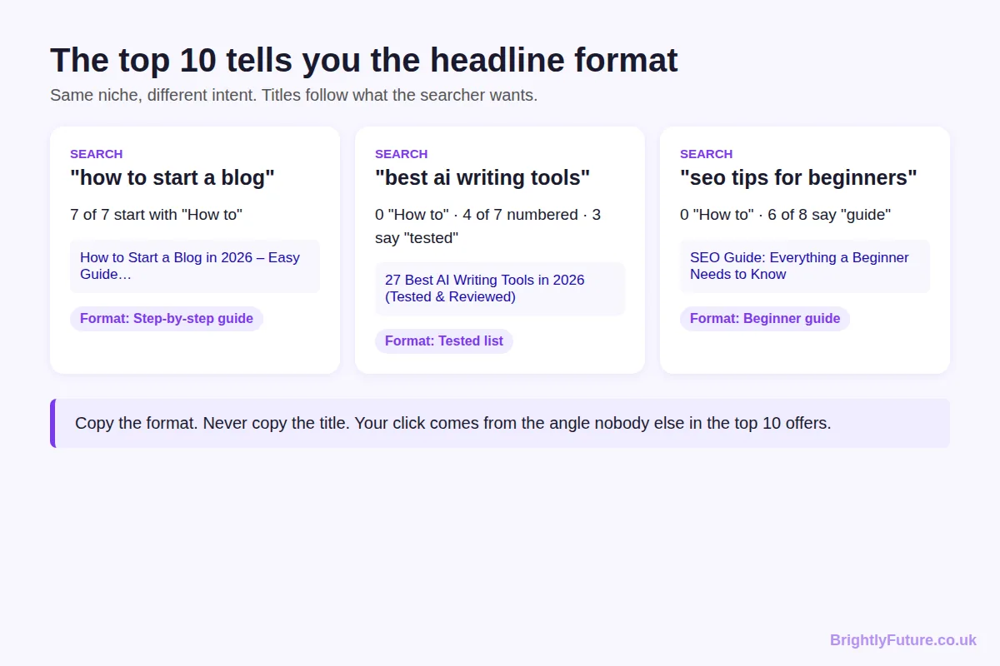 The top 10 tells you the headline format
Same niche, different intent. Titles follow what the searcher wants.
SEARCH
"how to start a blog"
7 of 7 start with "How to"
How to Start a Blog in 2026 – Easy
Guide…
Format: Step-by-step guide
SEARCH
"best ai writing tools"
0 "How to" · 4 of 7 numbered · 3
say "tested"
27 Best AI Writing Tools in 2026
(Tested & Reviewed)
Format: Tested list
SEARCH
"seo tips for beginners"
0 "How to" · 6 of 8 say "guide"
SEO Guide: Everything a Beginner
Needs to Know
Format: Beginner guide
Copy the format. Never copy the title. Your click comes from the angle nobody else in the top 10 offers.
BrightlyFuture.co.uk